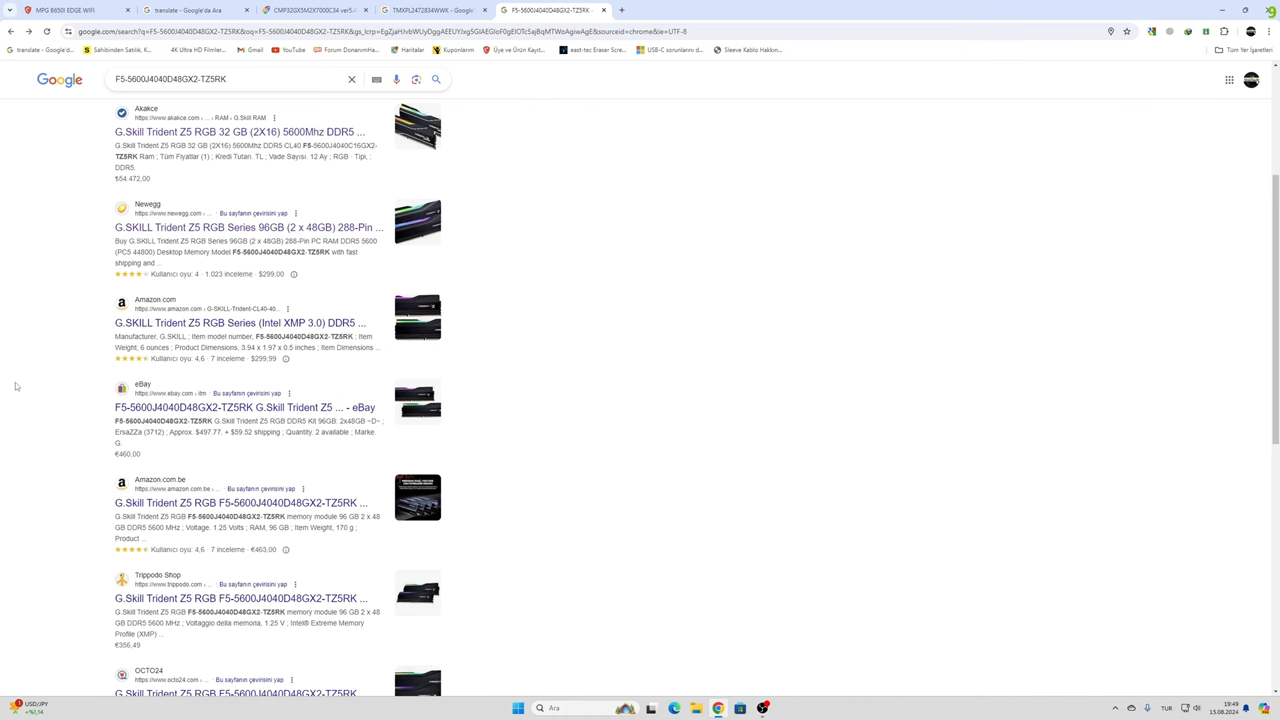 MPG B650I EDGE WIFI
translate - Google'da Ara
CMP32GX5M2X7000C34 ver5.4
TMXPL2472834WWK - Google'
F5-5600J4040D48GX2-TZ5RK -
google.com/search?q=F5-5600J4040D48GX2-TZ5RK
translate - Google'd...
Sahibinden Satılık, K...
4K Ultra HD Filmler...
Gmail
YouTube
Forum DonanımHa...
Haritalar
Kuponlarım
Üye ve Ürün Kayıt...
east-tec Eraser Scre...
USB-C sorunlarını d...
Sleeve Kablo Hakkın...
Tüm Yer İşaretleri
Google
F5-5600J4040D48GX2-TZ5RK
Akakce
https://www.akakce.com › ... › RAM › G.Skill RAM
G.Skill Trident Z5 RGB 32 GB (2X16) 5600Mhz DDR5 ...
G.Skill Trident Z5 RGB 32 GB (2X16) 5600Mhz DDR5 CL40 F5-5600J4040C16GX2-
TZ5RK Ram ; Tüm Fiyatlar (1) ; Kredi Tutarı. TL ; Vade Sayısı. 12 Ay ; RGB · Tipi, :
DDR5.
₺54.472,00
Newegg
https://www.newegg.com › ... Bu sayfanın çevirisini yap
G.SKILL Trident Z5 RGB Series 96GB (2 x 48GB) 288-Pin ...
Buy G.SKILL Trident Z5 RGB Series 96GB (2 x 48GB) 288-Pin PC RAM DDR5 5600
(PC5 44800) Desktop Memory Model F5-5600J4040D48GX2-TZ5RK with fast
shipping and ...
Kullanıcı oyu: 4 · 1.023 inceleme · $299,00
Amazon.com
https://www.amazon.com › G-SKILL-Trident-CL40-40...
G.SKILL Trident Z5 RGB Series (Intel XMP 3.0) DDR5 ...
Manufacturer, G.SKILL ; Item model number, F5-5600J4040D48GX2-TZ5RK ; Item
Weight, 6 ounces ; Product Dimensions, 3.94 x 1.97 x 0.5 inches ; Item Dimensions ...
Kullanıcı oyu: 4,6 · 7 inceleme · $299,99
eBay
https://www.ebay.com › itm Bu sayfanın çevirisini yap
F5-5600J4040D48GX2-TZ5RK G.Skill Trident Z5 ... - eBay
F5-5600J4040D48GX2-TZ5RK G.Skill Trident Z5 RGB DDR5 Kit 96GB: 2x48GB ~D~ ;
ErsaZZa (3712) ; Approx. $497.77. + $59.52 shipping ; Quantity. 2 available ; Marke.
G.
€460,00
Amazon.com.be
https://www.amazon.com.be › ... Bu sayfanın çevirisini yap
G.Skill Trident Z5 RGB F5-5600J4040D48GX2-TZ5RK ...
G.Skill Trident Z5 RGB F5-5600J4040D48GX2-TZ5RK memory module 96 GB 2 x 48
GB DDR5 5600 MHz ; Voltage. 1.25 Volts ; RAM, 96 GB ; Item Weight, 170 g ;
Product ...
Kullanıcı oyu: 4,6 · 7 inceleme · €463,00
Trippodo Shop
https://www.trippodo.com › ... Bu sayfanın çevirisini yap
G.Skill Trident Z5 RGB F5-5600J4040D48GX2-TZ5RK ...
G.Skill Trident Z5 RGB F5-5600J4040D48GX2-TZ5RK memory module 96 GB 2 x 48
GB DDR5 5600 MHz ; Voltaggio della memoria, 1.25 V ; Intel® Extreme Memory
Profile (XMP) ...
€356,49
OCTO24
https://www.octo24.com › ... Bu sayfanın çevirisini yap
G.Skill Trident Z5 RGB F5-5600J4040D48GX2-TZ5RK
USD/JPY
+%1,14
Ara
TUR
19:49
15.08.2024